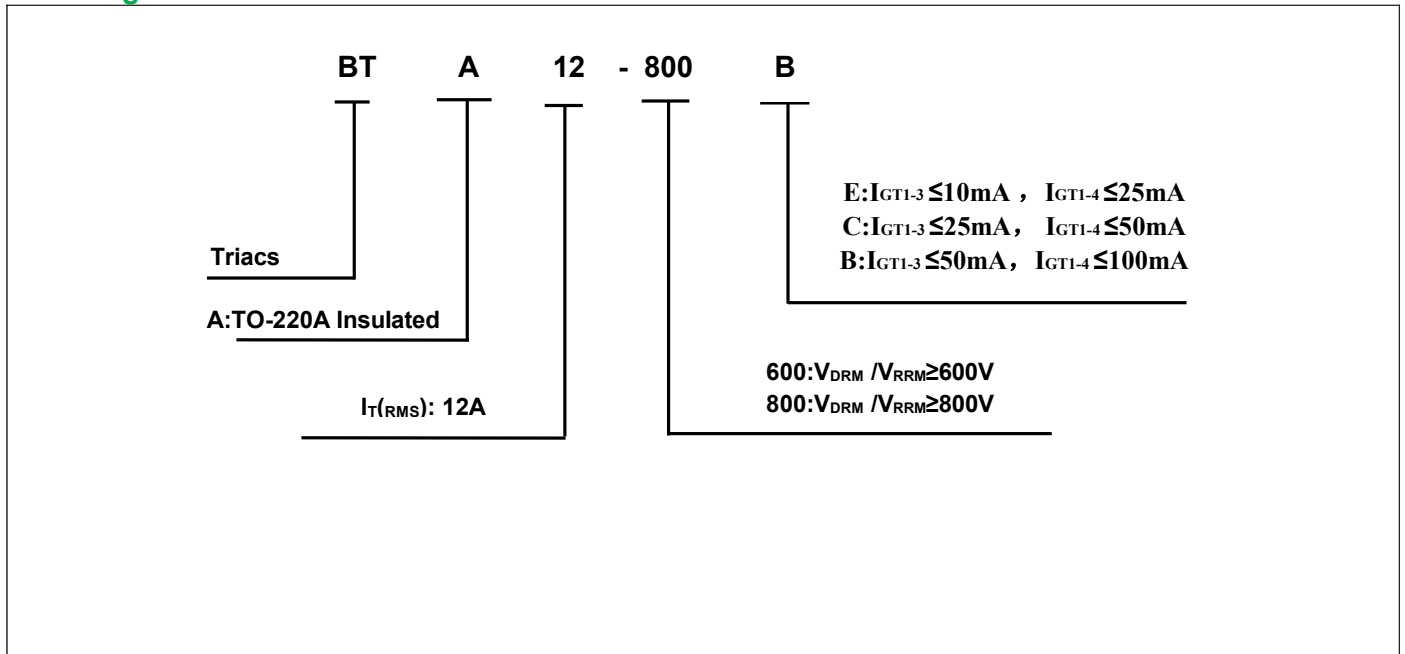 BT A 12 - 800 B
E:IGT1-3≤10mA ， IGT1-4≤25mA
C:IGT1-3≤25mA， IGT1-4≤50mA
B:IGT1-3≤50mA，IGT1-4≤100mA
Triacs
A:TO-220A Insulated
600:VDRM /VRRM≥600V
IT(RMS): 12A
800:VDRM /VRRM≥800V